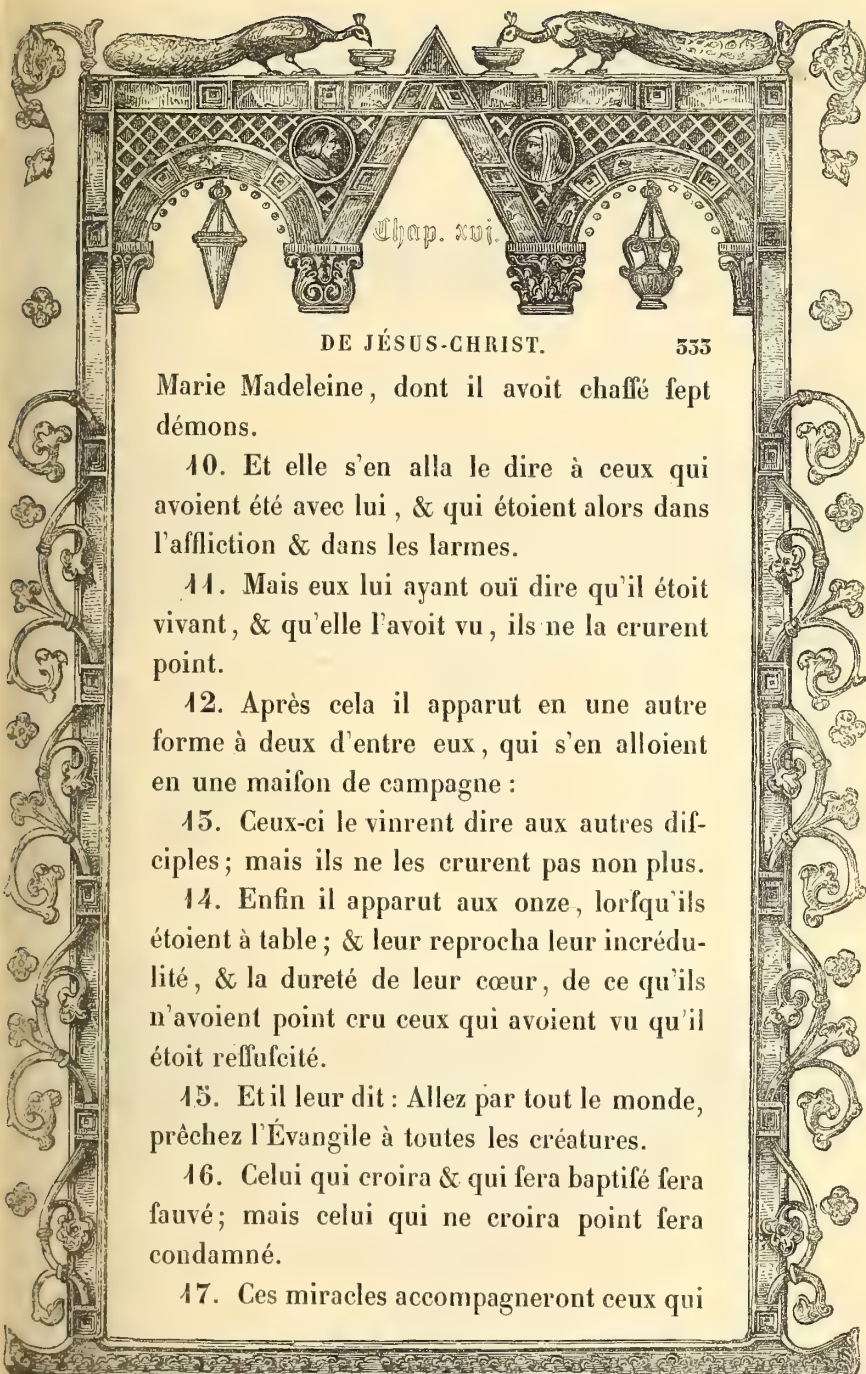 Chap. xvj.
DE JÉSUS-CHRIST. 333
Marie Madeleine, dont il avoit chaſſé ſept
démons.
10. Et elle s'en alla le dire à ceux qui
avoient été avec lui, & qui étoient alors dans
l'affliction & dans les larmes.
11. Mais eux lui ayant ouï dire qu'il étoit
vivant, & qu'elle l'avoit vu, ils ne la crurent
point.
12. Après cela il apparut en une autre
forme à deux d'entre eux, qui s'en alloient
en une maiſon de campagne :
13. Ceux-ci le vinrent dire aux autres diſ-
ciples; mais ils ne les crurent pas non plus.
14. Enfin il apparut aux onze, lorſqu'ils
étoient à table; & leur reprocha leur incrédu-
lité, & la dureté de leur cœur, de ce qu'ils
n'avoient point cru ceux qui avoient vu qu'il
étoit reſſuſcité.
15. Et il leur dit : Allez par tout le monde,
prêchez l'Évangile à toutes les créatures.
16. Celui qui croira & qui ſera baptiſé ſera
ſauvé; mais celui qui ne croira point ſera
condamné.
17. Ces miracles accompagneront ceux qui